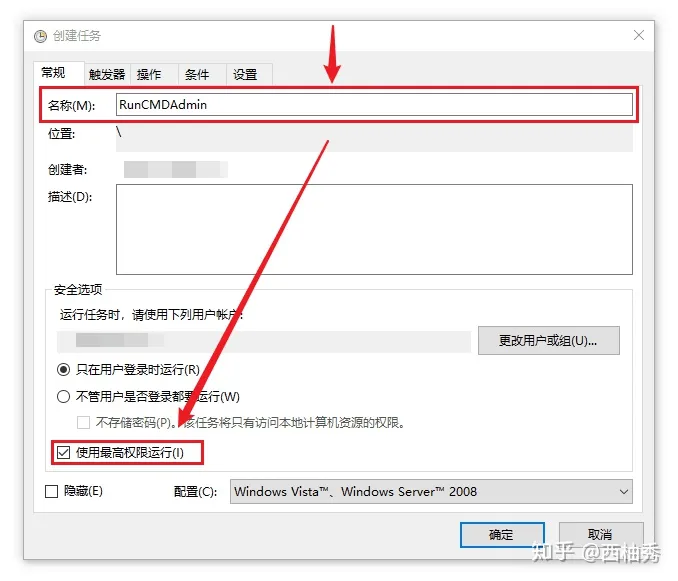 创建任务
常规 触发器 操作 条件 设置
名称(M): RunCMDAdmin
位置: \
创建者:
描述(D):
安全选项
运行任务时，请使用下列用户帐户:
更改用户或组(U)...
只在用户登录时运行(R)
不管用户是否登录都要运行(W)
不存储密码(P)。该任务将只有访问本地计算机资源的权限。
使用最高权限运行(I)
隐藏(E) 配置(C): Windows Vista™、Windows Server™ 2008
确定 取消
知乎 @西柚秀